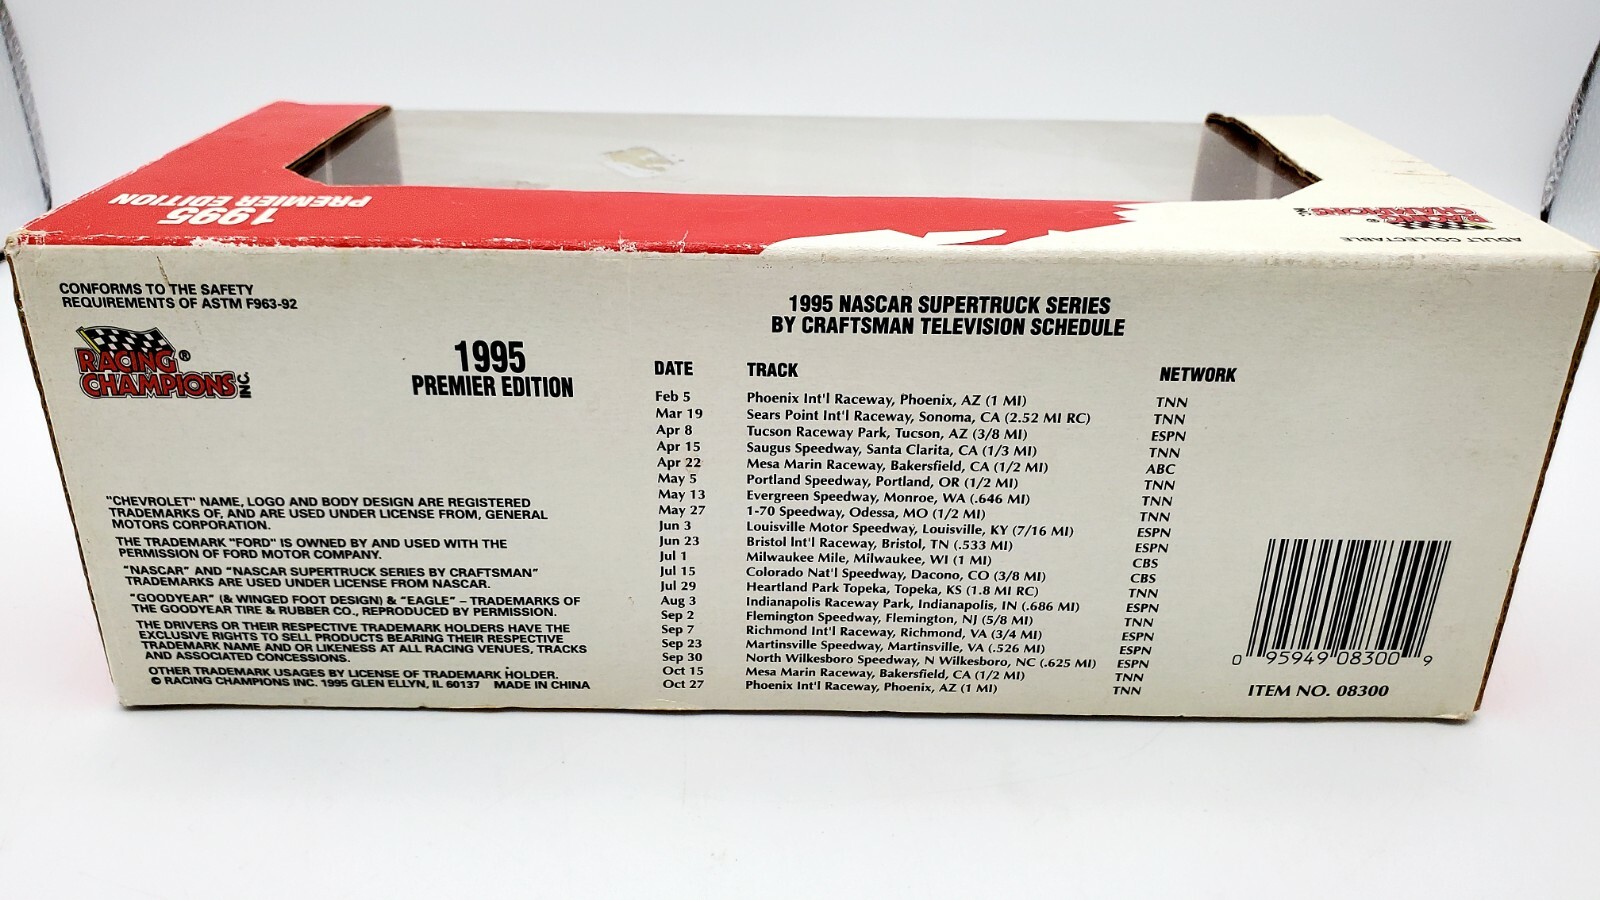 1995
PREMIER EDITION
RACING
CHAMPIONS INC.
®
ADULT COLLECTABLE
CONFORMS TO THE SAFETY
REQUIREMENTS OF ASTM F963-92
RACING ®
CHAMPIONS INC.
1995
PREMIER EDITION
"CHEVROLET" NAME, LOGO AND BODY DESIGN ARE REGISTERED
TRADEMARKS OF, AND ARE USED UNDER LICENSE FROM, GENERAL
MOTORS CORPORATION.
THE TRADEMARK "FORD" IS OWNED BY AND USED WITH THE
PERMISSION OF FORD MOTOR COMPANY.
"NASCAR" AND "NASCAR SUPERTRUCK SERIES BY CRAFTSMAN"
TRADEMARKS ARE USED UNDER LICENSE FROM NASCAR.
"GOODYEAR" (& WINGED FOOT DESIGN) & "EAGLE" – TRADEMARKS OF
THE GOODYEAR TIRE & RUBBER CO., REPRODUCED BY PERMISSION.
THE DRIVERS OR THEIR RESPECTIVE TRADEMARK HOLDERS HAVE THE
EXCLUSIVE RIGHTS TO SELL PRODUCTS BEARING THEIR RESPECTIVE
TRADEMARK NAME AND OR LIKENESS AT ALL RACING VENUES, TRACKS
AND ASSOCIATED CONCESSIONS.
OTHER TRADEMARK USAGES BY LICENSE OF TRADEMARK HOLDER.
© RACING CHAMPIONS INC. 1995 GLEN ELLYN, IL 60137 MADE IN CHINA
1995 NASCAR SUPERTRUCK SERIES
BY CRAFTSMAN TELEVISION SCHEDULE
DATE TRACK NETWORK
Feb 5 Phoenix Int'l Raceway, Phoenix, AZ (1 MI) TNN
Mar 19 Sears Point Int'l Raceway, Sonoma, CA (2.52 MI RC) TNN
Apr 8 Tucson Raceway Park, Tucson, AZ (3/8 MI) ESPN
Apr 15 Saugus Speedway, Santa Clarita, CA (1/3 MI) TNN
Apr 22 Mesa Marin Raceway, Bakersfield, CA (1/2 MI) ABC
May 5 Portland Speedway, Portland, OR (1/2 MI) TNN
May 13 Evergreen Speedway, Monroe, WA (.646 MI) TNN
May 27 1-70 Speedway, Odessa, MO (1/2 MI) TNN
Jun 3 Louisville Motor Speedway, Louisville, KY (7/16 MI) ESPN
Jun 23 Bristol Int'l Raceway, Bristol, TN (.533 MI) ESPN
Jul 1 Milwaukee Mile, Milwaukee, WI (1 MI) CBS
Jul 15 Colorado Nat'l Speedway, Dacono, CO (3/8 MI) CBS
Jul 29 Heartland Park Topeka, Topeka, KS (1.8 MI RC) TNN
Aug 3 Indianapolis Raceway Park, Indianapolis, IN (.686 MI) ESPN
Sep 2 Flemington Speedway, Flemington, NJ (5/8 MI) TNN
Sep 7 Richmond Int'l Raceway, Richmond, VA (3/4 MI) ESPN
Sep 23 Martinsville Speedway, Martinsville, VA (.526 MI) ESPN
Sep 30 North Wilkesboro Speedway, N Wilkesboro, NC (.625 MI) ESPN
Oct 15 Mesa Marin Raceway, Bakersfield, CA (1/2 MI) TNN
Oct 27 Phoenix Int'l Raceway, Phoenix, AZ (1 MI) TNN
0 95949 08300 9
ITEM NO. 08300